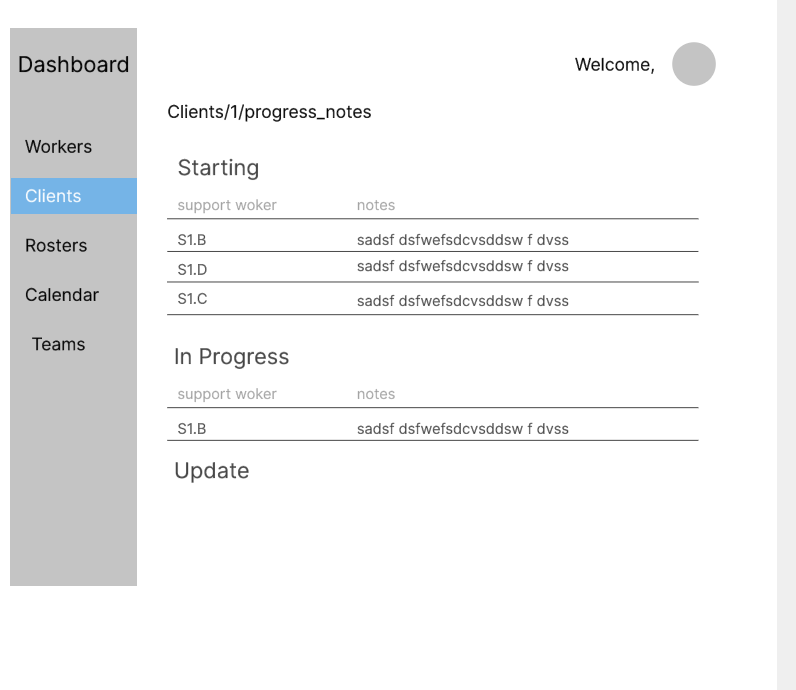 Dashboard
Welcome,
Clients/1/progress_notes
Workers
Clients
Rosters
Calendar
Teams
Starting
support woker notes
S1.B sadsf dsfwefsdcvsddsw f dvss
S1.D sadsf dsfwefsdcvsddsw f dvss
S1.C sadsf dsfwefsdcvsddsw f dvss
In Progress
support woker notes
S1.B sadsf dsfwefsdcvsddsw f dvss
Update